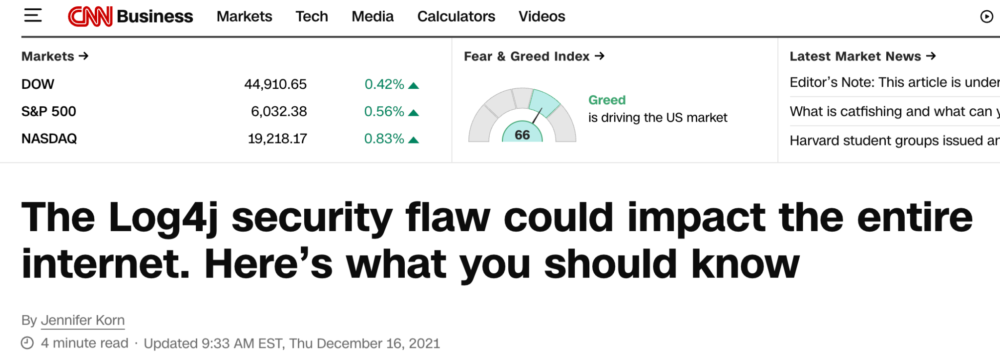 CNN Business Markets Tech Media Calculators Videos
Markets →
DOW 44,910.65 0.42% ▲
S&P 500 6,032.38 0.56% ▲
NASDAQ 19,218.17 0.83% ▲
Fear & Greed Index →
66
Greed
is driving the US market
Latest Market News →
Editor’s Note: This article is under
What is catfishing and what can
Harvard student groups issued
The Log4j security flaw could impact the entire
internet. Here’s what you should know
By Jennifer Korn
4 minute read · Updated 9:33 AM EST, Thu December 16, 2021